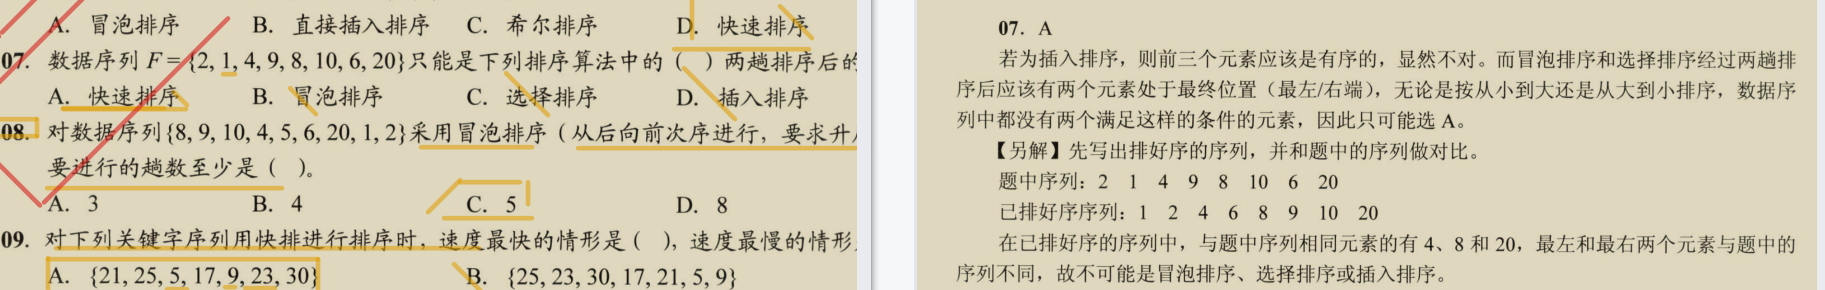 A. 冒泡排序 B. 直接插入排序 C. 希尔排序 D. 快速排序
07. 数据序列 F = {2, 1, 4, 9, 8, 10, 6, 20}只能是下列排序算法中的 ( ) 两趟排序后的
A. 快速排序 B. 冒泡排序 C. 选择排序 D. 插入排序
08. 对数据序列{8, 9, 10, 4, 5, 6, 20, 1, 2}采用冒泡排序 (从后向前次序进行, 要求升
要进行的趟数至少是 ( )。
A. 3 B. 4 C. 5 D. 8
09. 对下列关键字序列用快排进行排序时, 速度最快的情形是 ( ), 速度最慢的情形
A. {21, 25, 5, 17, 9, 23, 30} B. {25, 23, 30, 17, 21, 5, 9}
07. A
若为插入排序，则前三个元素应该是有序的，显然不对。而冒泡排序和选择排序经过两趟排
序后应该有两个元素处于最终位置（最左/右端），无论是按从小到大还是从大到小排序，数据序
列中都没有两个满足这样的条件的元素，因此只可能选 A。
【另解】先写出排好序的序列，并和题中的序列做对比。
题中序列：2 1 4 9 8 10 6 20
已排好序序列：1 2 4 6 8 9 10 20
在已排好序的序列中，与题中序列相同元素的有 4、8 和 20，最左和最右两个元素与题中的
序列不同，故不可能是冒泡排序、选择排序或插入排序。